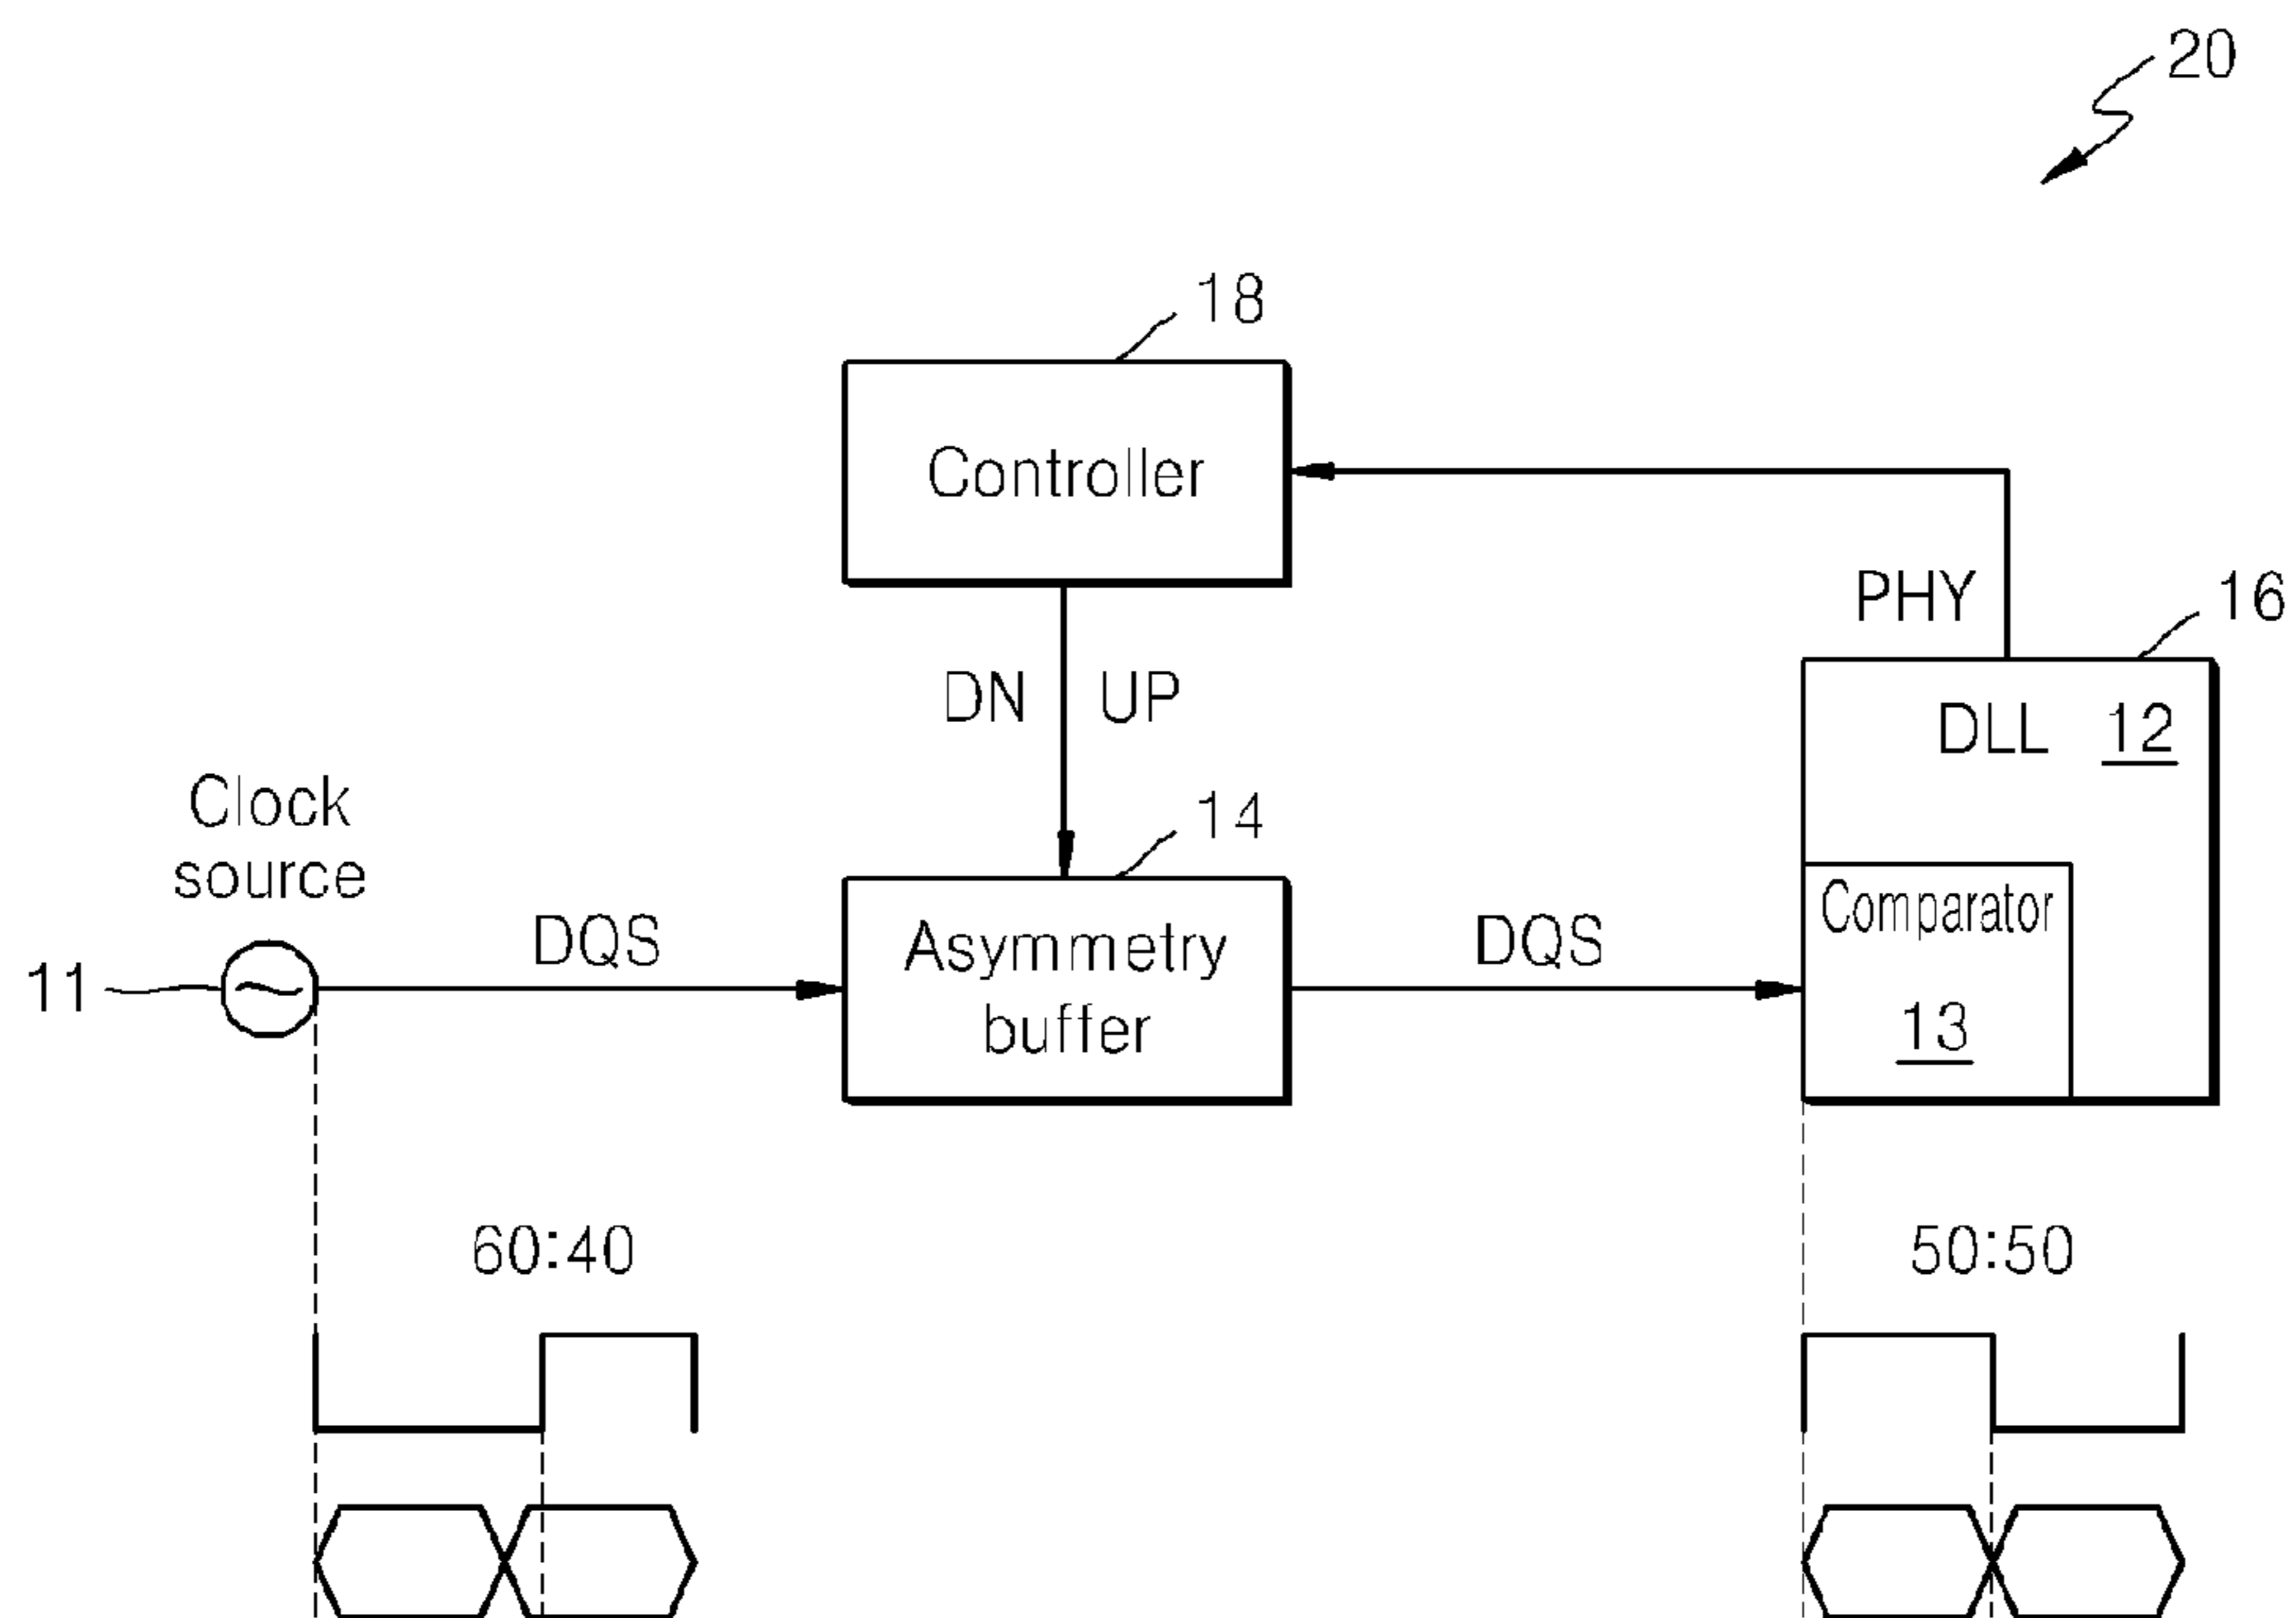 20
18
Controller
PHY
16
DN
UP
DLL
12
Clock
source
14
DQS
Asymmetry
buffer
DQS
Comparator
13
11
60:40
50:50